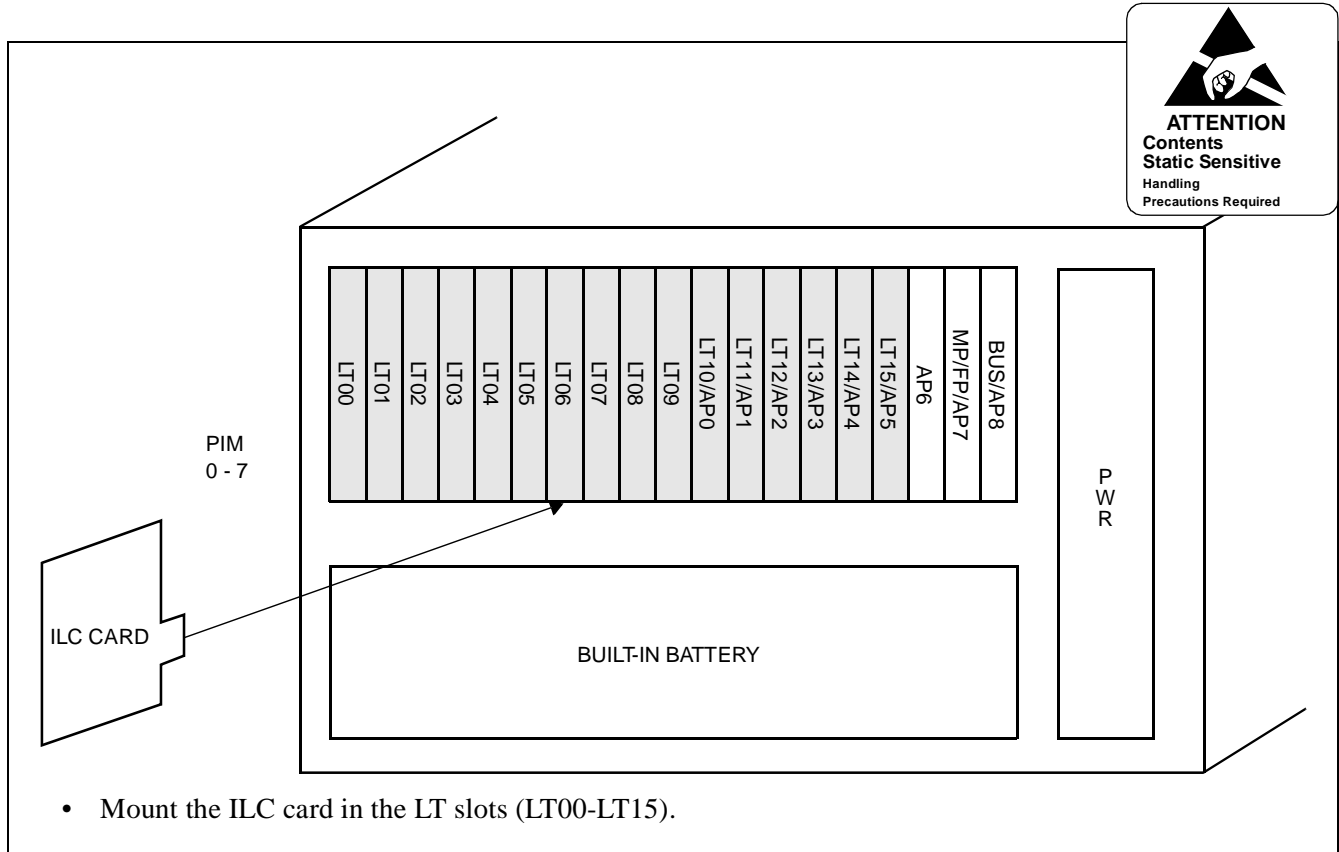 ATTENTION
Contents
Static Sensitive
Handling
Precautions Required
LT00
LT01
LT02
LT03
LT04
LT05
LT06
LT07
LT08
LT09
LT10/AP0
LT11/AP1
LT12/AP2
LT13/AP3
LT14/AP4
LT15/AP5
AP6
MP/FP/AP7
BUS/AP8
PIM
0 - 7
P
W
R
ILC CARD
BUILT-IN BATTERY
• Mount the ILC card in the LT slots (LT00-LT15).